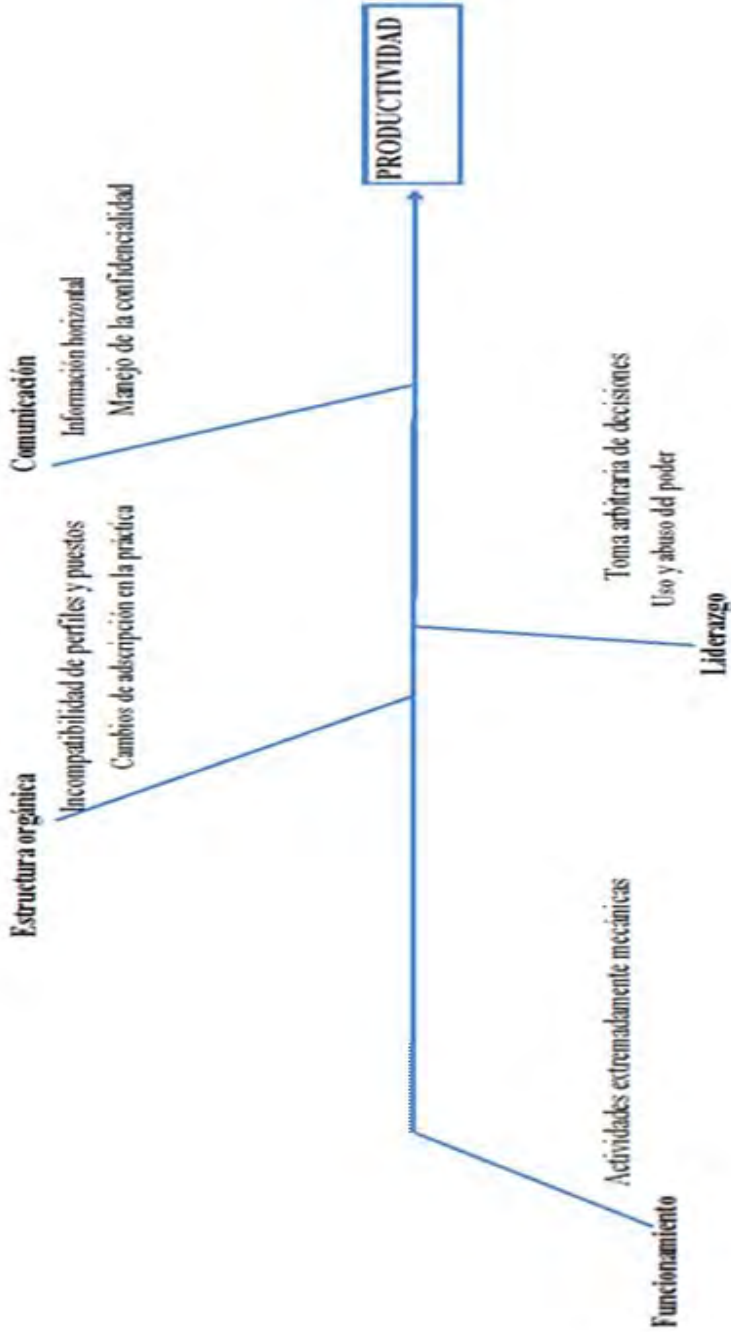 Estructura orgánica
Incompatibilidad de perfiles y puestos
Cambios de adscripción en la práctica
Comunicación
Información horizontal
Manejo de la confidencialidad
PRODUCTIVIDAD
Funcionamiento
Actividades extremadamente mecánicas
Liderazgo
Toma arbitraria de decisiones
Uso y abuso del poder